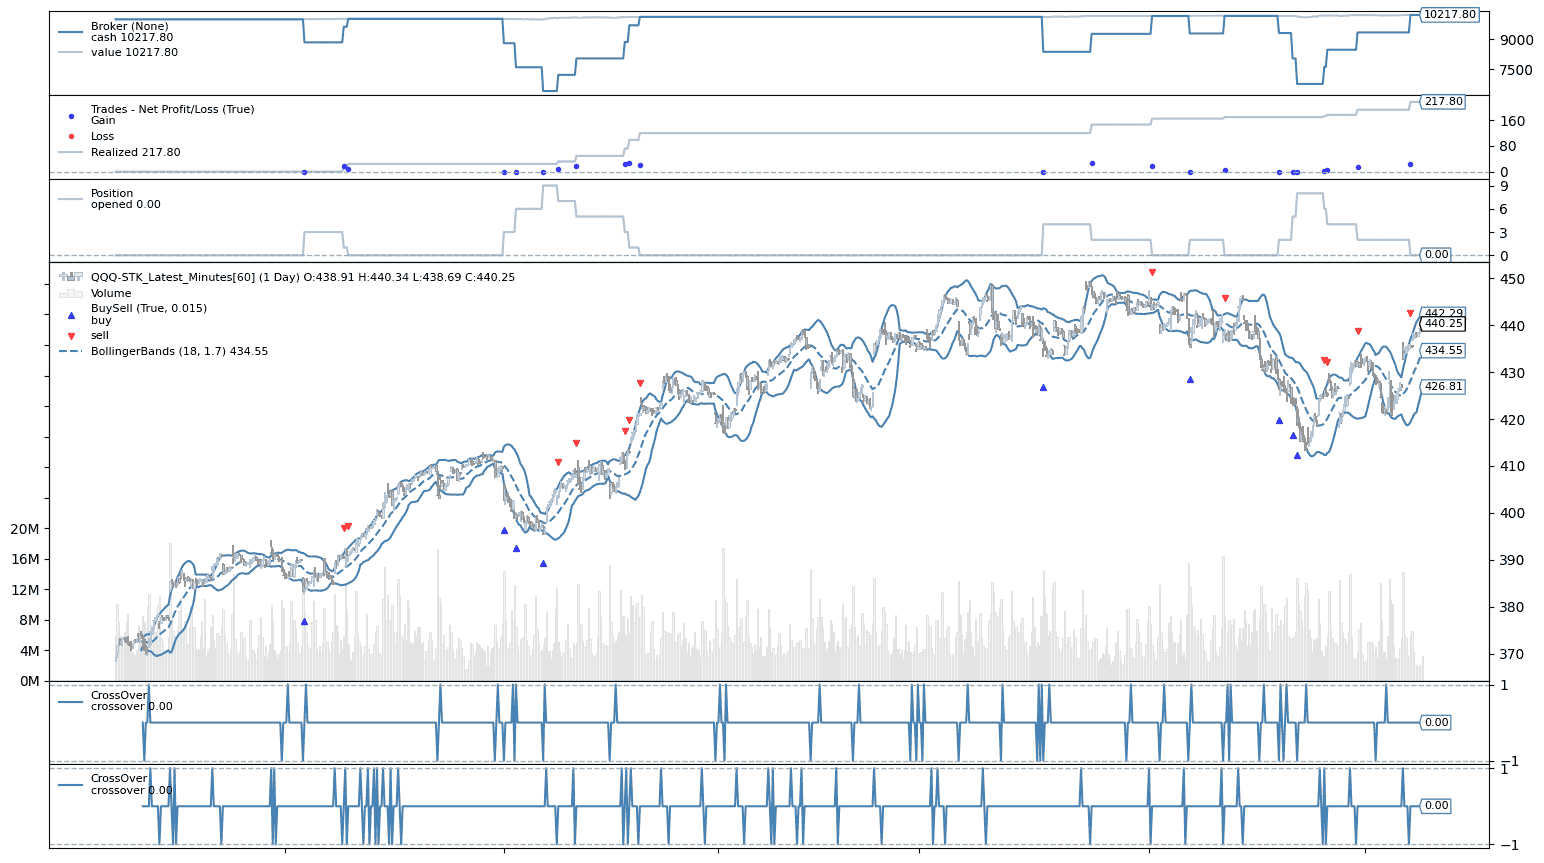 Broker (None)
cash 10217.80
value 10217.80
10217.80
9000
7500
Trades - Net Profit/Loss (True)
Gain
Loss
Realized 217.80
217.80
160
80
0
Position
opened 0.00
9
6
3
0
0.00
QQQ-STK_Latest_Minutes[60] (1 Day) O:438.91 H:440.34 L:438.69 C:440.25
Volume
BuySell (True, 0.015)
buy
sell
BollingerBands (18, 1.7) 434.55
450
442.29
440.25
440
434.55
430
426.81
420
410
400
390
380
370
20M
16M
12M
8M
4M
0M
CrossOver
crossover 0.00
1
0.00
−1
CrossOver
crossover 0.00
1
0.00
−1